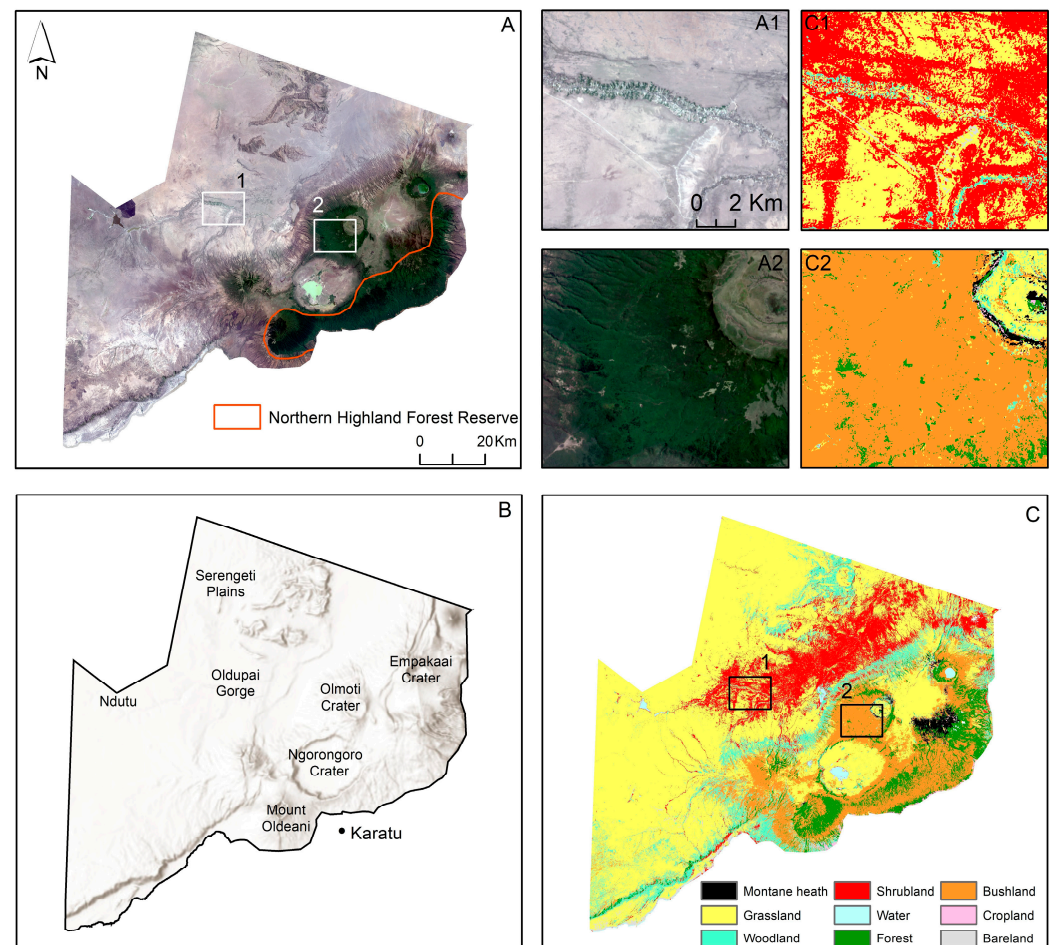 A
N
1
2
Northern Highland Forest Reserve
0 20 Km
A1
0 2 Km
C1
A2
C2
B
Serengeti
Plains
Empakaai
Crater
Oldupai
Gorge
Olmoti
Crater
Ndutu
Ngorongoro
Crater
Mount
Oldeani
Karatu
C
1
2
Montane heath Shrubland Bushland
Grassland Water Cropland
Woodland Forest Bareland